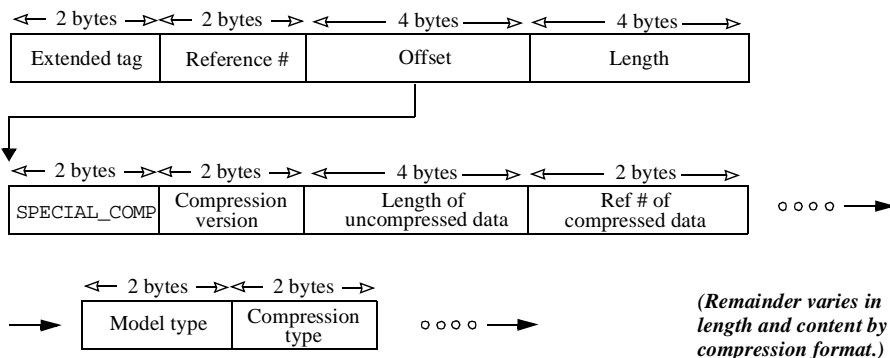 2 bytes 2 bytes 4 bytes 4 bytes
Extended tag Reference # Offset Length
2 bytes 2 bytes 4 bytes 2 bytes
SPECIAL_COMP Compression version Length of uncompressed data Ref # of compressed data
2 bytes 2 bytes
Model type Compression type
(Remainder varies in
length and content by
compression format.)